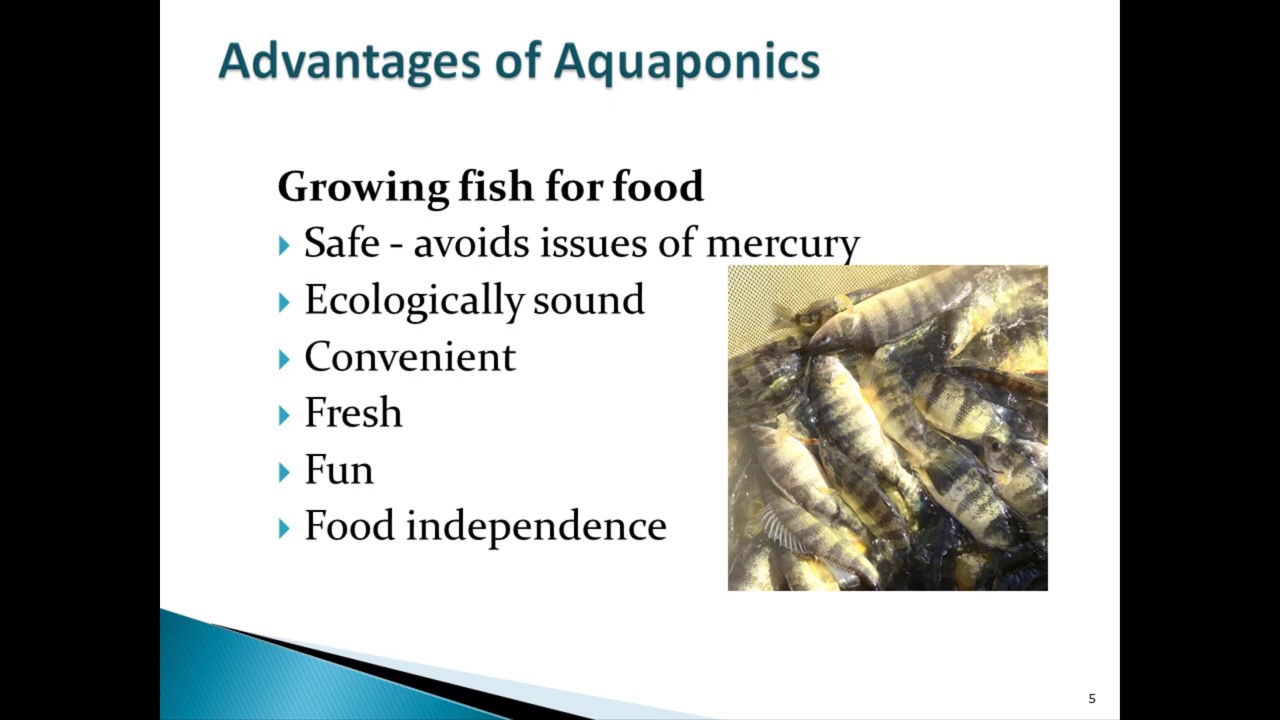 Advantages of Aquaponics
Growing fish for food
Safe - avoids issues of mercury
Ecologically sound
Convenient
Fresh
Fun
Food independence
5